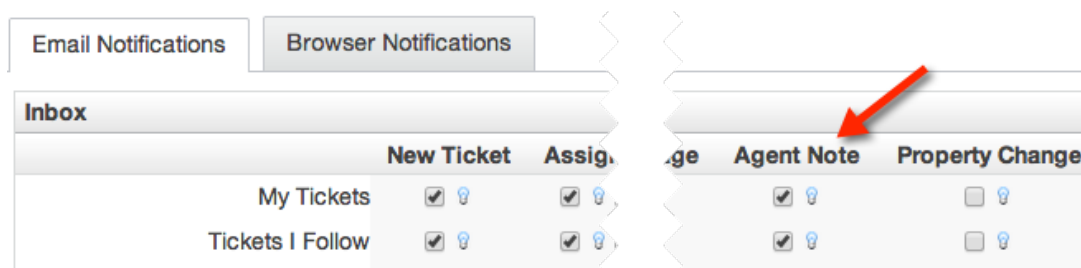 Email Notifications Browser Notifications
Inbox
New Ticket Agent Note Property Change
My Tickets
Tickets I Follow